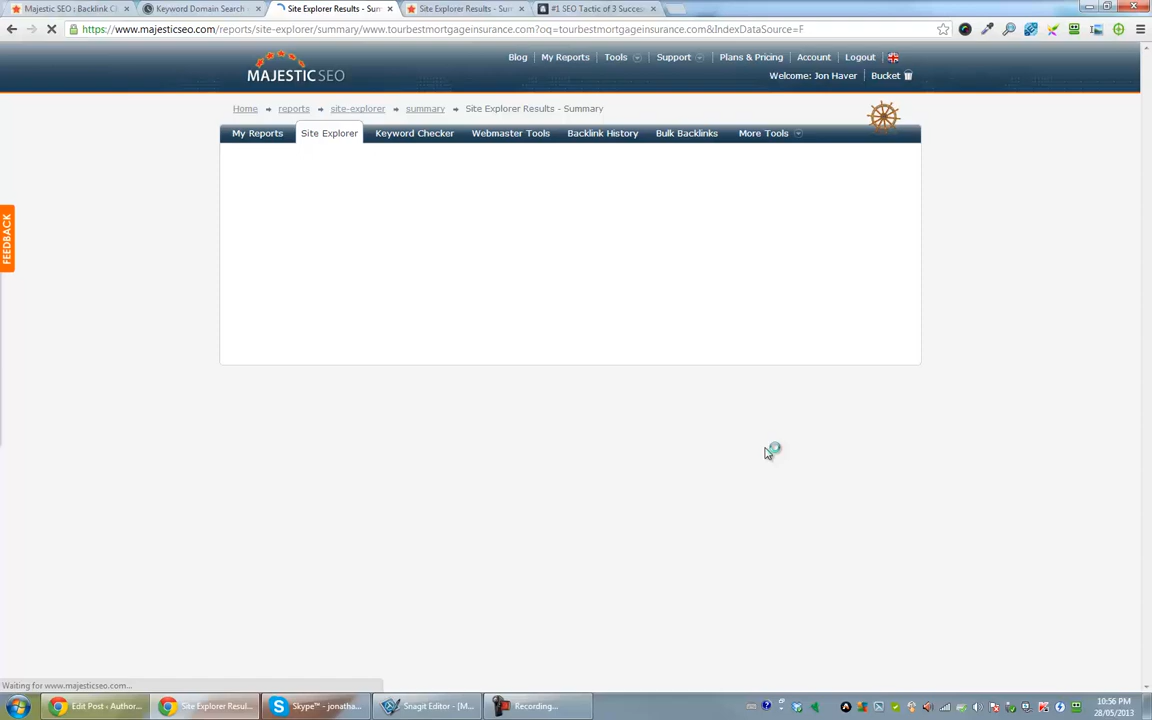 Majestic SEO : Backlink C
Keyword Domain Search
Site Explorer Results - Sum
Site Explorer Results - Sum
#1 SEO Tactic of 3 Succes
https://www.majesticseo.com/reports/site-explorer/summary/www.tourbestmortgageinsurance.com?oq=tourbestmortgageinsurance.com&IndexDataSource=F
MAJESTIC SEO
Blog
My Reports
Tools
Support
Plans & Pricing
Account
Logout
Welcome: Jon Haver
Bucket
Home
reports
site-explorer
summary
Site Explorer Results - Summary
My Reports
Site Explorer
Keyword Checker
Webmaster Tools
Backlink History
Bulk Backlinks
More Tools
FEEDBACK
Waiting for www.majesticseo.com...
Edit Post ‹ Author...
Site Explorer Resul...
Skype™ - jonatha...
Snagit Editor - [M...
Recording...
10:56 PM
28/05/2013